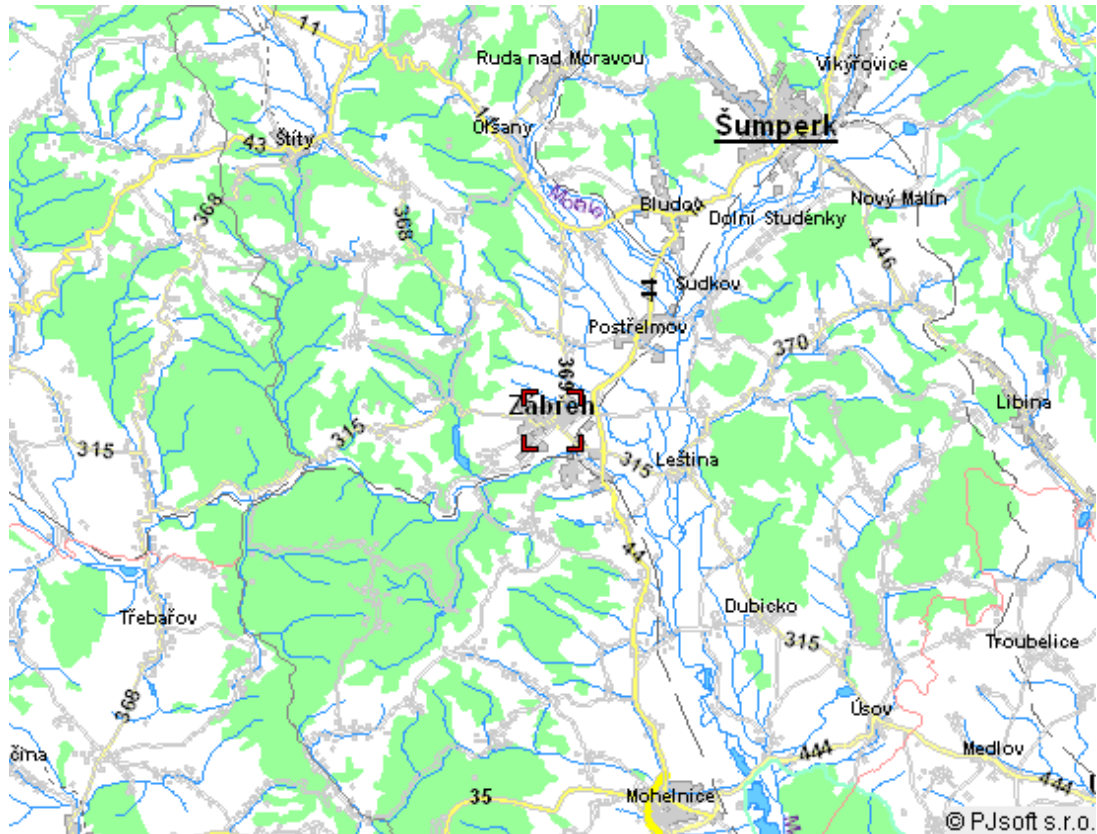 11
Ruda nad Moravou
Vikýřovice
Olšany
Šumperk
43
Štíty
368
368
Bludov
Nový Malín
Dolní Studénky
446
44
Sudkov
Postřelmov
370
369
Zábřeh
Libina
315
315
315
Leština
44
Dubicko
Třebařov
315
Troubelice
368
Úsov
444
Medlov
444
čina
35
Mohelnice
© PJsoft s.r.o.